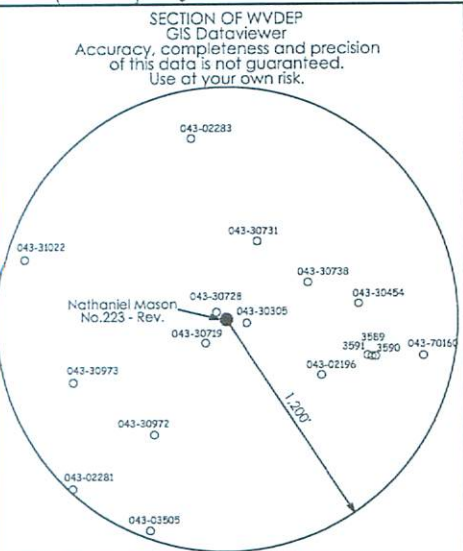 SECTION OF WVDEP
GIS Dataviewer
Accuracy, completeness and precision
of this data is not guaranteed.
Use at your own risk.
043-02283
043-30731
043-31022
043-30738
043-30728
043-30454
Nathaniel Mason
No.223 - Rev.
043-30305
043-30719
3589
3591
3590
043-70160
043-02196
043-30973
1,200'
043-30972
043-02281
043-03505